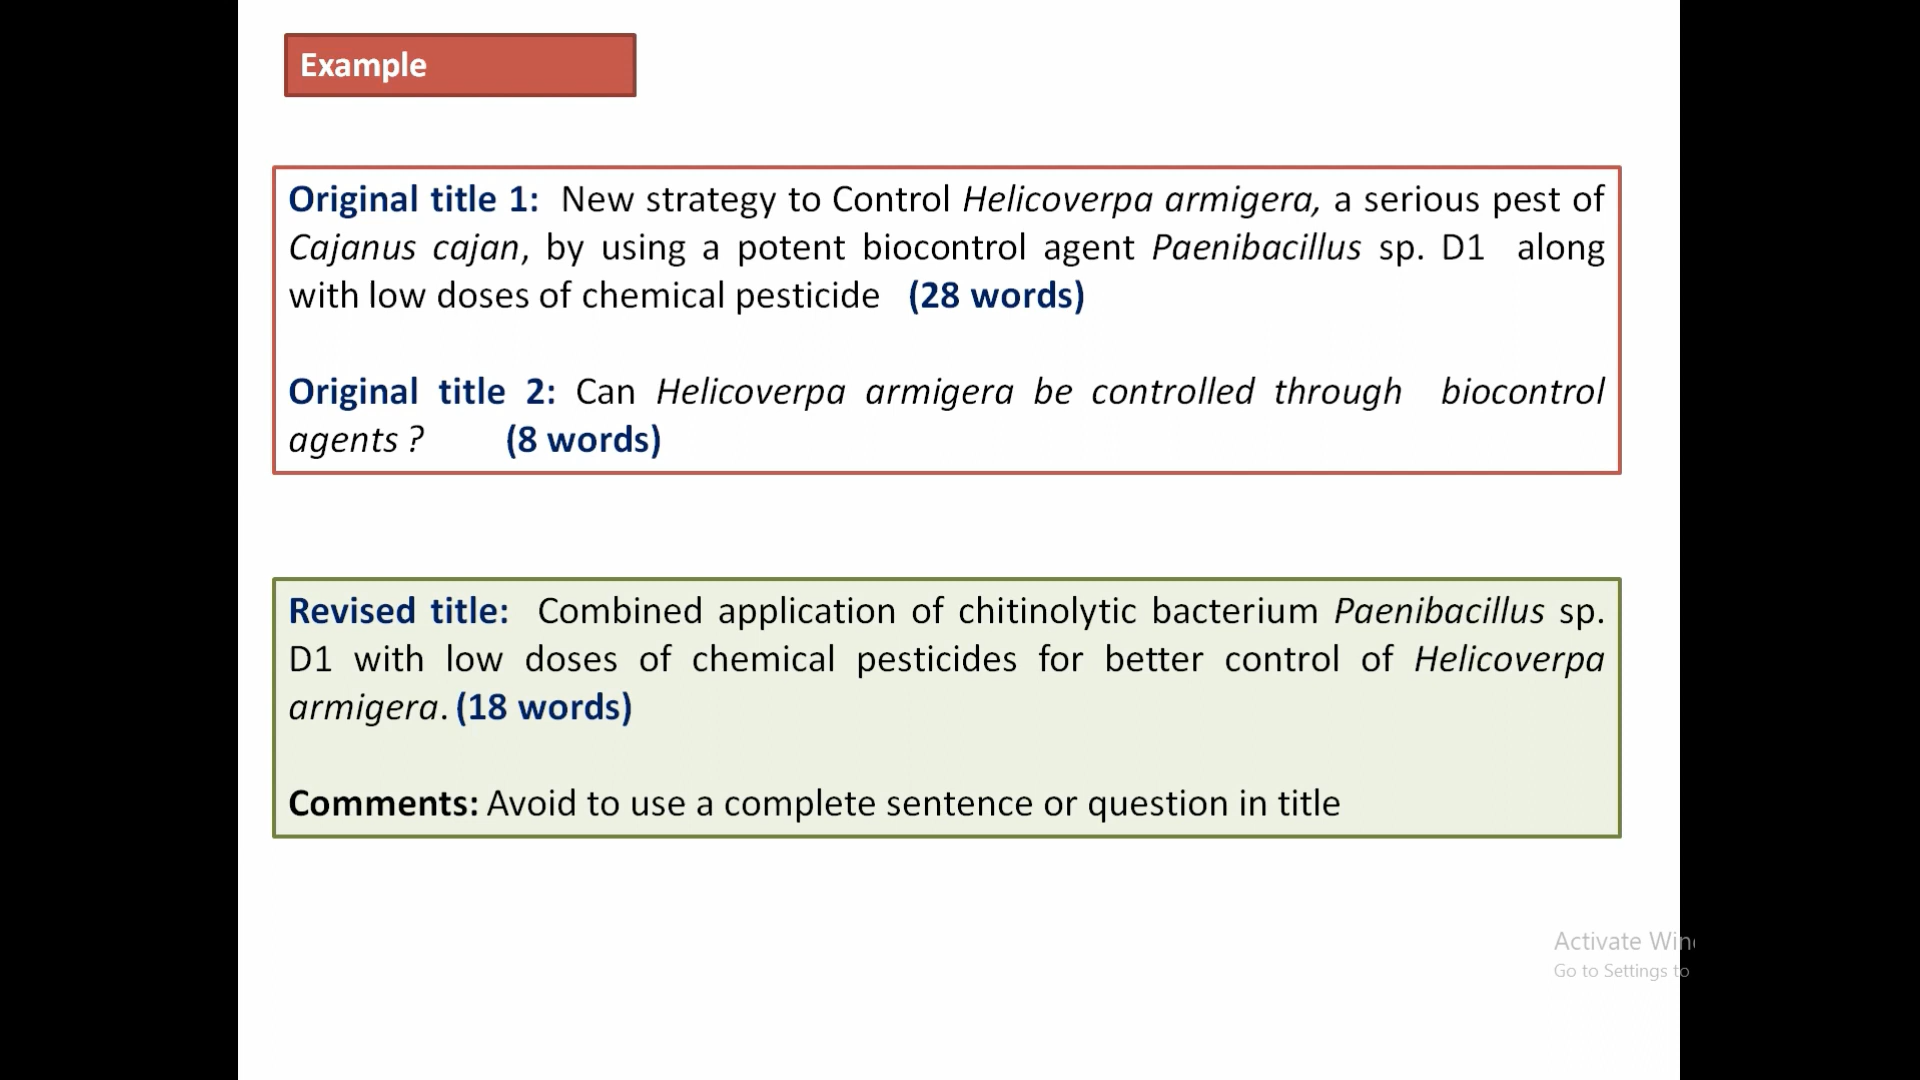 Example
Original title 1: New strategy to Control Helicoverpa armigera, a serious pest of
Cajanus cajan, by using a potent biocontrol agent Paenibacillus sp. D1 along
with low doses of chemical pesticide (28 words)
Original title 2: Can Helicoverpa armigera be controlled through biocontrol
agents ? (8 words)
Revised title: Combined application of chitinolytic bacterium Paenibacillus sp.
D1 with low doses of chemical pesticides for better control of Helicoverpa
armigera. (18 words)
Comments: Avoid to use a complete sentence or question in title
Activate Win
Go to Settings to